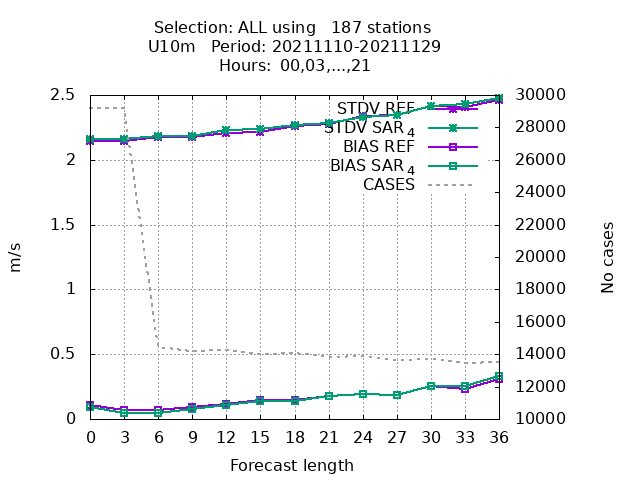 Selection: ALL using   187 stations
U10m   Period: 20211110-20211129
Hours: 00,03,...,21
2.5
2
1.5
1
0.5
0
m/s
STDV REF
STDV SAR4
BIAS REF
BIAS SAR4
CASES
30000
28000
26000
24000
22000
20000
18000
16000
14000
12000
10000
No cases
0 3 6 9 12 15 18 21 24 27 30 33 36
Forecast length